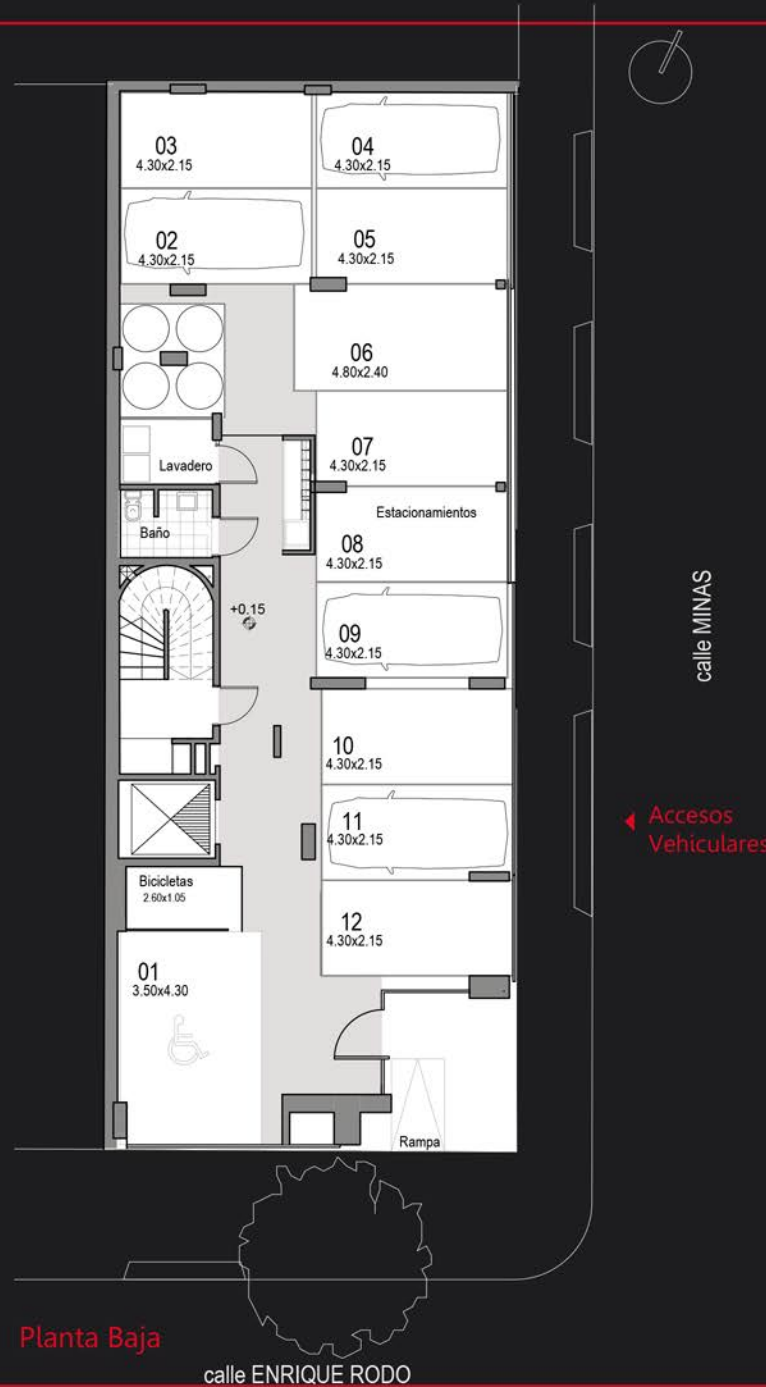 03
4.30x2.15
04
4.30x2.15
02
4.30x2.15
05
4.30x2.15
06
4.80x2.40
07
4.30x2.15
Lavadero
Estacionamientos
Baño
08
4.30x2.15
calle MINAS
+0.15
09
4.30x2.15
10
4.30x2.15
11
4.30x2.15
Accesos
Vehiculares
Bicicletas
2.60x1.05
12
4.30x2.15
01
3.50x4.30
Rampa
Planta Baja
calle ENRIQUE RODO